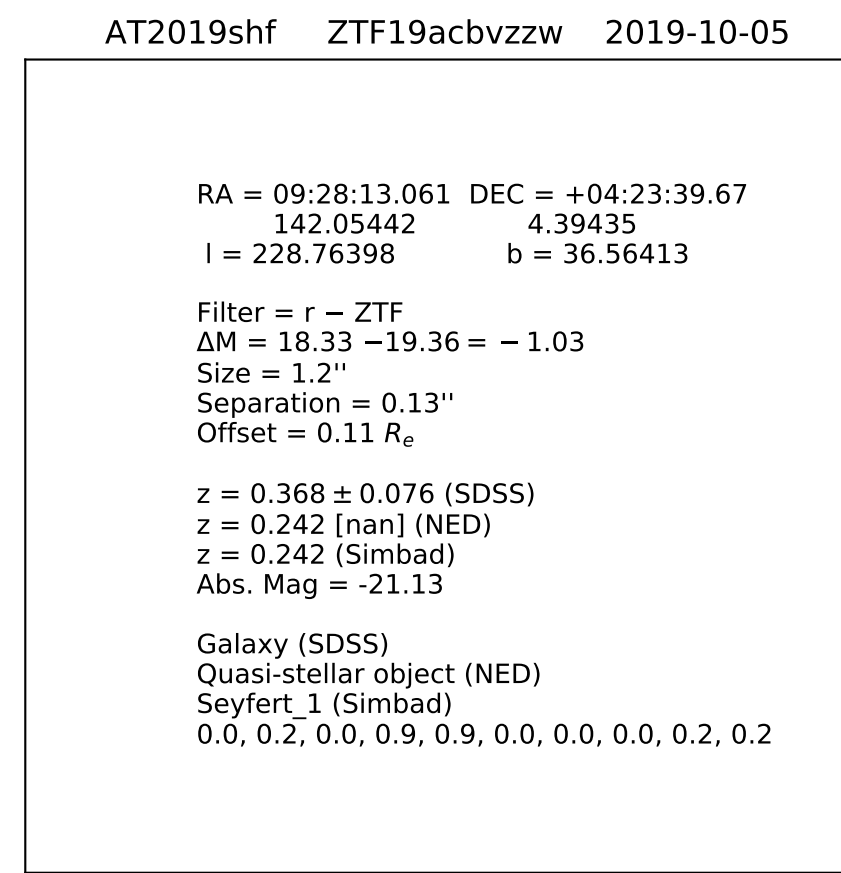 AT2019shf ZTF19acbvzzw 2019-10-05
RA = 09:28:13.061 DEC = +04:23:39.67
142.05442 4.39435
l = 228.76398 b = 36.56413
Filter = r − ZTF
ΔM = 18.33 −19.36 = − 1.03
Size = 1.2''
Separation = 0.13''
Offset = 0.11 Rₑ
z = 0.368 ± 0.076 (SDSS)
z = 0.242 [nan] (NED)
z = 0.242 (Simbad)
Abs. Mag = -21.13
Galaxy (SDSS)
Quasi-stellar object (NED)
Seyfert_1 (Simbad)
0.0, 0.2, 0.0, 0.9, 0.9, 0.0, 0.0, 0.0, 0.2, 0.2